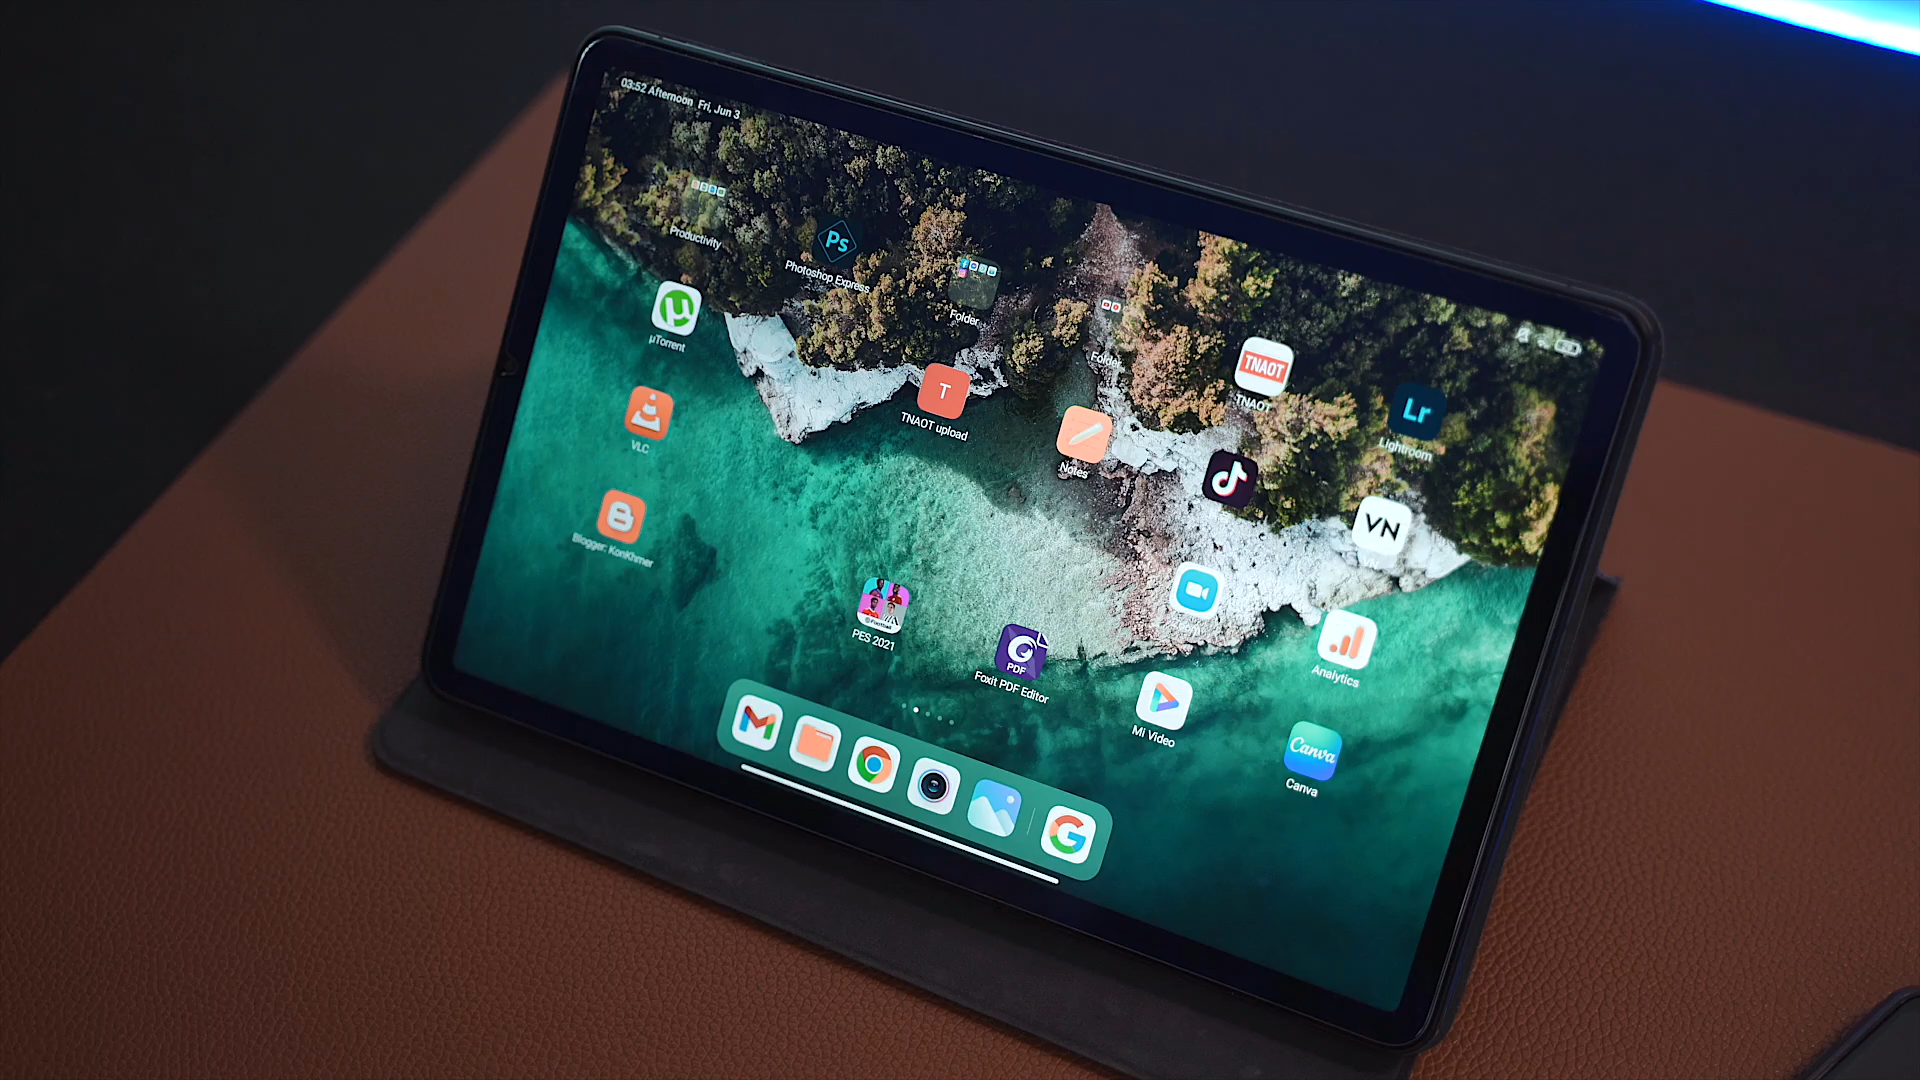 03:52 Afternoon Fri, Jun 3
Productivity
Ps
Photoshop Express
Folder
Folder
TNAOT
TNAOT
Lr
Lightroom
µ
µTorrent
T
TNAOT upload
Notes
VN
VLC
Blogger: KonKhmer
PES 2021
PDF
Foxit PDF Editor
Mi Video
Analytics
Canva
Canva